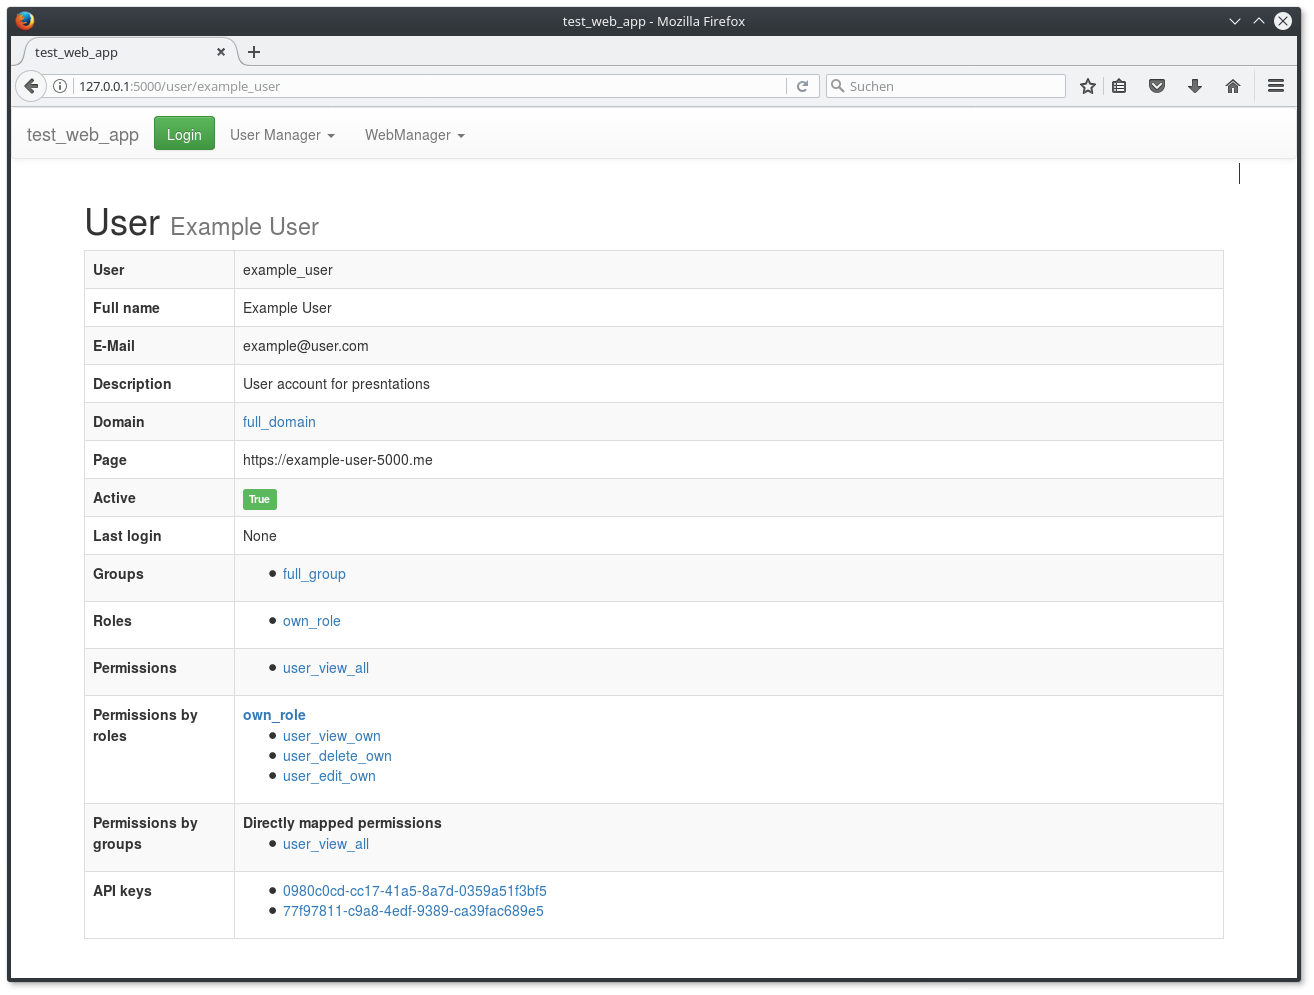 test_web_app - Mozilla Firefox
test_web_app
127.0.0.1:5000/user/example_user
Suchen
test_web_app Login User Manager WebManager
User Example User
User example_user
Full name Example User
E-Mail example@user.com
Description User account for presntations
Domain full_domain
Page https://example-user-5000.me
Active True
Last login None
Groups full_group
Roles own_role
Permissions user_view_all
Permissions by roles
own_role
user_view_own
user_delete_own
user_edit_own
Permissions by groups
Directly mapped permissions
user_view_all
API keys
0980c0cd-cc17-41a5-8a7d-0359a51f3bf5
77f97811-c9a8-4edf-9389-ca39fac689e5